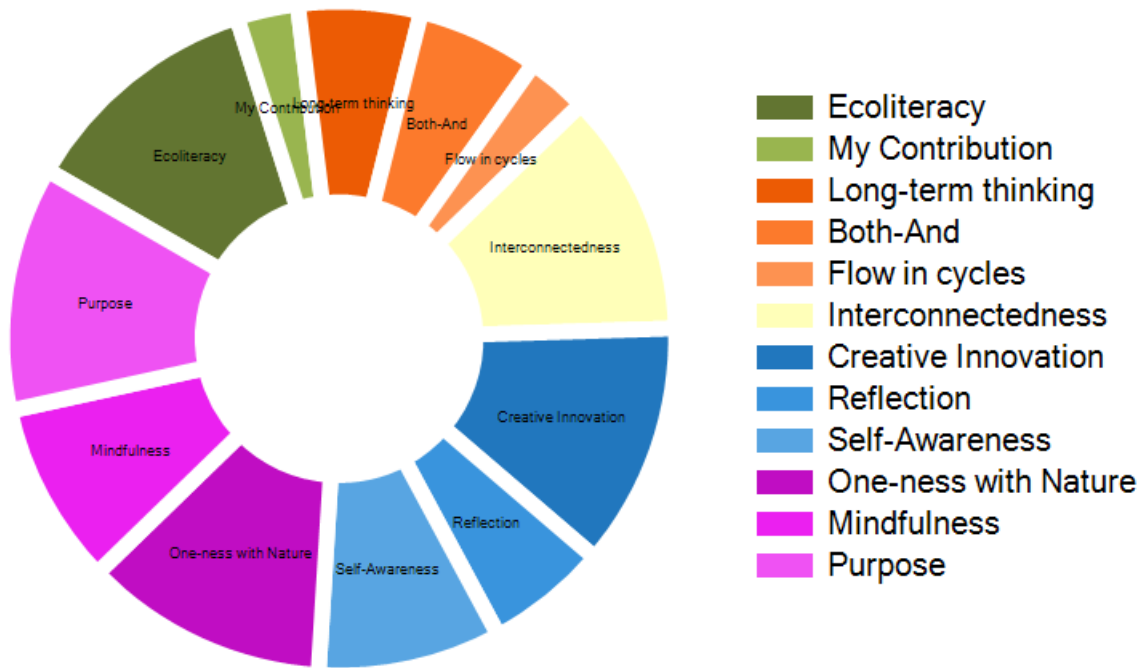 My Contribution
Long-term thinking
Both-And
Ecoliteracy
Flow in cycles
Interconnectedness
Purpose
Creative Innovation
Mindfulness
Reflection
One-ness with Nature
Self-Awareness
Ecoliteracy
My Contribution
Long-term thinking
Both-And
Flow in cycles
Interconnectedness
Creative Innovation
Reflection
Self-Awareness
One-ness with Nature
Mindfulness
Purpose